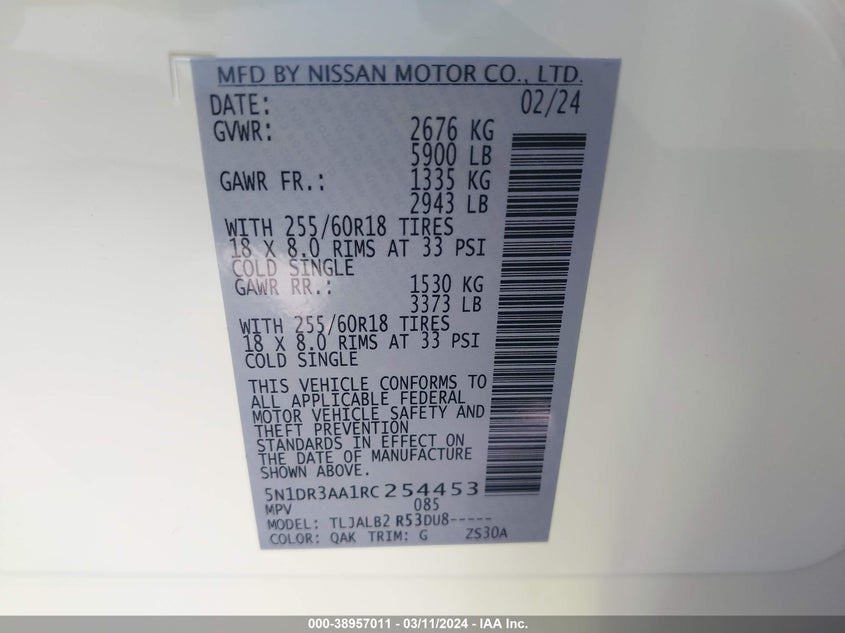 MFD BY NISSAN MOTOR CO., LTD.
DATE: 02/24
GVWR: 2676 KG
5900 LB
GAWR FR.: 1335 KG
2943 LB
WITH 255/60R18 TIRES
18 X 8.0 RIMS AT 33 PSI
COLD SINGLE
GAWR RR.: 1530 KG
3373 LB
WITH 255/60R18 TIRES
18 X 8.0 RIMS AT 33 PSI
COLD SINGLE
THIS VEHICLE CONFORMS TO
ALL APPLICABLE FEDERAL
MOTOR VEHICLE SAFETY AND
THEFT PREVENTION
STANDARDS IN EFFECT ON
THE DATE OF MANUFACTURE
SHOWN ABOVE.
5N1DR3AA1RC254453
MPV 085
MODEL: TLJALB2 R53DU8-----
COLOR: QAK TRIM: G ZS30A
000-38957011 - 03/11/2024 - IAA Inc.